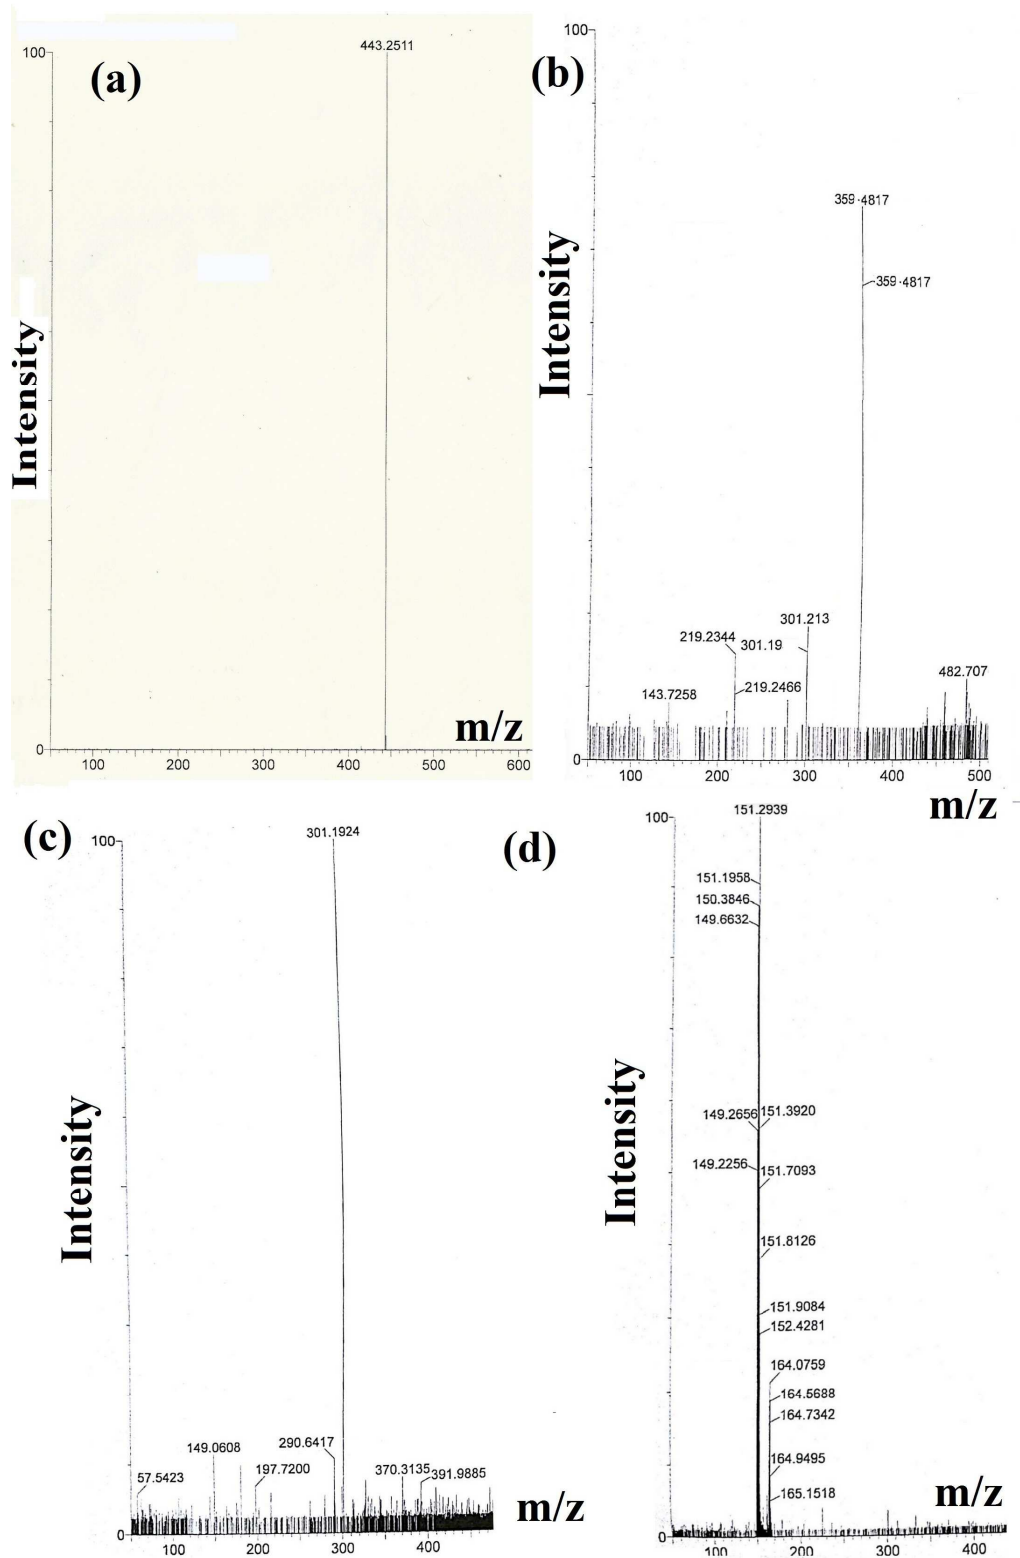 (a)
443.2511
100
Intensity
0
100 200 300 400 500 600
m/z
(b)
100
359·4817
359·4817
Intensity
301.213
219.2344
301.19
219.2466
143.7258
482.707
0
100 200 300 400 500
m/z
(c)
301.1924
100
Intensity
290.6417
149.0608
197.7200
370.3135
391.9885
57.5423
0
100 200 300 400
m/z
(d)
151.2939
100
151.1958
150.3846
149.6632
149.2656 151.3920
149.2256 151.7093
Intensity
151.8126
151.9084
152.4281
164.0759
164.5688
164.7342
164.9495
165.1518
0
100 200 300 400
m/z